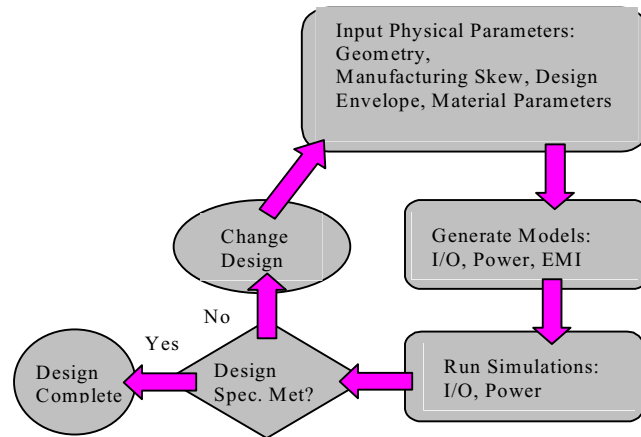 Input Physical Parameters:
Geometry,
Manufacturing Skew, Design
Envelope, Material Parameters
Generate Models:
I/O, Power, EMI
Run Simulations:
I/O, Power
Design
Spec. Met?
No
Change
Design
Yes
Design
Complete